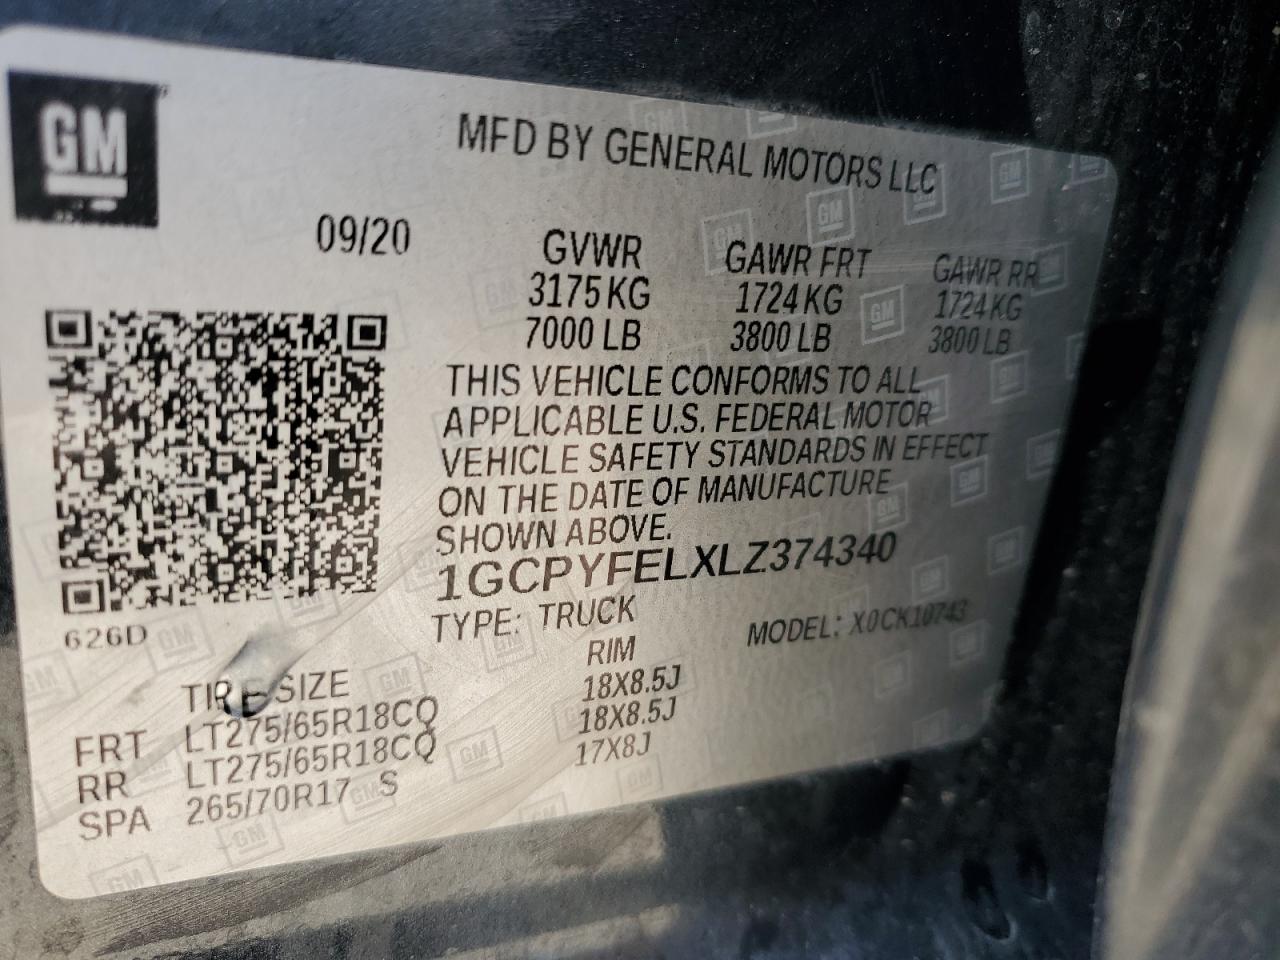 GM
MFD BY GENERAL MOTORS LLC
09/20
GVWR GAWR FRT GAWR RR
3175 KG 1724 KG 1724 KG
7000 LB 3800 LB 3800 LB
THIS VEHICLE CONFORMS TO ALL
APPLICABLE U.S. FEDERAL MOTOR
VEHICLE SAFETY STANDARDS IN EFFECT
ON THE DATE OF MANUFACTURE
SHOWN ABOVE.
1GCPYFELXLZ374340
TYPE: TRUCK MODEL: X0CK10743
626D
TIRE SIZE RIM
FRT LT275/65R18CQ 18X8.5J
RR LT275/65R18CQ 18X8.5J
SPA 265/70R17 S 17X8J